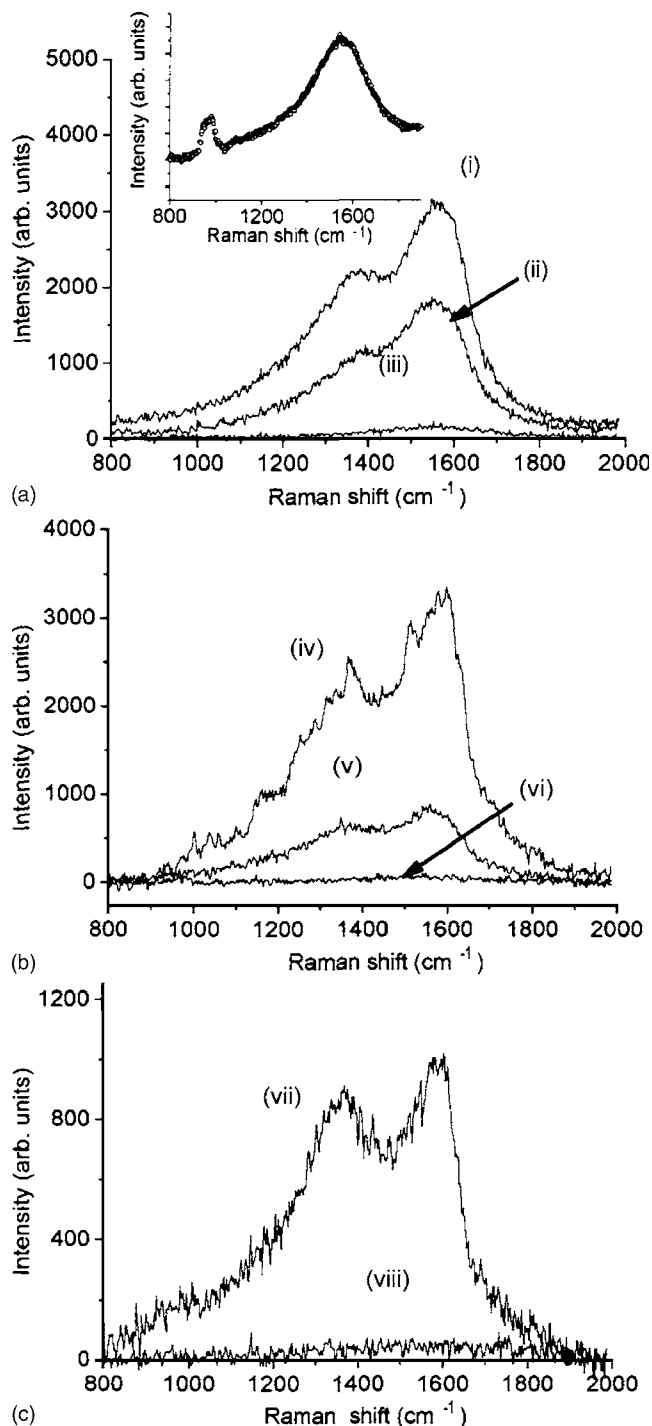 5000
4000
3000
2000
1000
0
Intensity (arb. units)
Intensity (arb. units)
800 1200 1600
Raman shift (cm -1)
(i)
(ii)
(iii)
800 1000 1200 1400 1600 1800 2000
Raman shift (cm -1)
(a)
4000
3000
2000
1000
0
Intensity (arb. units)
(iv)
(v)
(vi)
800 1000 1200 1400 1600 1800 2000
Raman shift (cm -1)
(b)
1200
800
400
0
Intensity (arb. units)
(vii)
(viii)
800 1000 1200 1400 1600 1800 2000
Raman shift (cm -1)
(c)